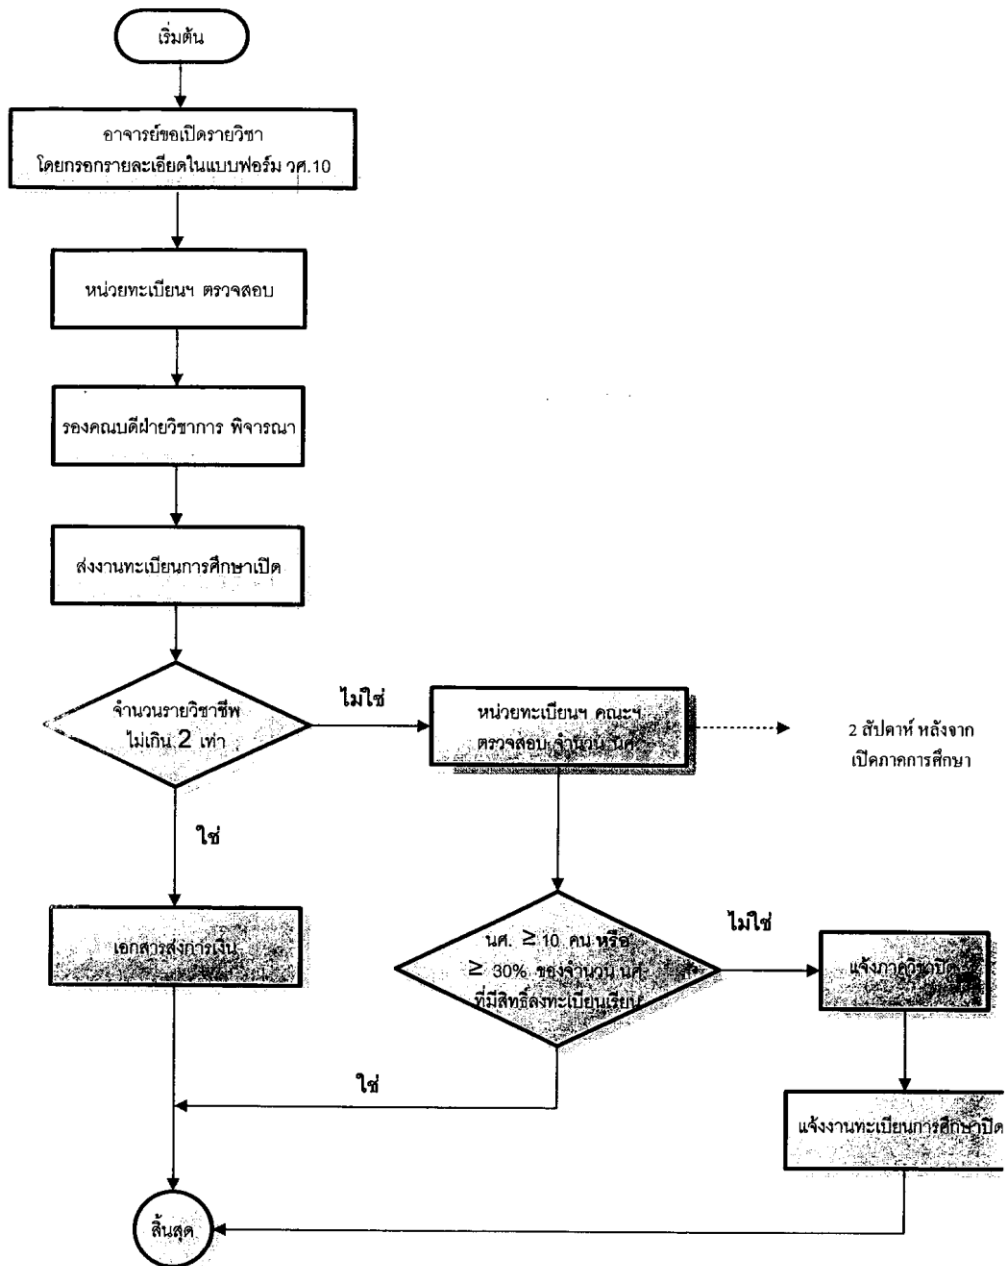 เริ่มต้น
อาจารย์ขอเปิดรายวิชา
โดยกรอกรายละเอียดในแบบฟอร์ม วศ.10
หน่วยทะเบียนฯ ตรวจสอบ
รองคณบดีฝ่ายวิชาการ พิจารณา
ส่งงานทะเบียนการศึกษาเปิด
จำนวนรายวิชาชีพ
ไม่เกิน 2 เท่า
ไม่ใช่
หน่วยทะเบียนฯ คณะฯ
ตรวจสอบ จำนวน นศ
2 สัปดาห์ หลังจาก
เปิดภาคการศึกษา
ใช่
เอกสารส่งการเงิน
นศ. ≥ 10 คน หรือ
≥ 30% ของจำนวน นศ.
ที่มีสิทธิ์ลงทะเบียนเรียน
ไม่ใช่
แจ้งภาควิชาปิด
ใช่
แจ้งงานทะเบียนการศึกษาปิด
สิ้นสุด